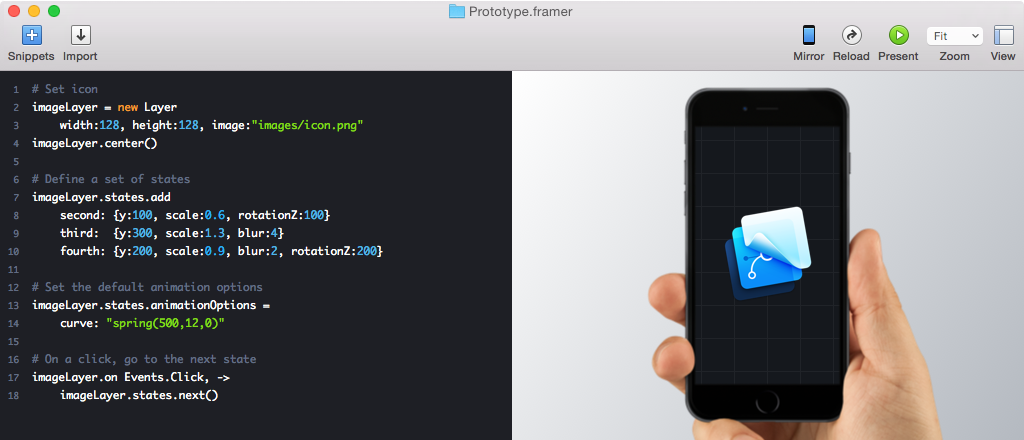 Prototype.framer
Snippets Import Mirror Reload Present Fit Zoom View
1 # Set icon
2 imageLayer = new Layer
3     width:128, height:128, image:"images/icon.png"
4 imageLayer.center()
5
6 # Define a set of states
7 imageLayer.states.add
8     second: {y:100, scale:0.6, rotationZ:100}
9     third:  {y:300, scale:1.3, blur:4}
10     fourth: {y:200, scale:0.9, blur:2, rotationZ:200}
11
12 # Set the default animation options
13 imageLayer.states.animationOptions =
14     curve: "spring(500,12,0)"
15
16 # On a click, go to the next state
17 imageLayer.on Events.Click, ->
18     imageLayer.states.next()